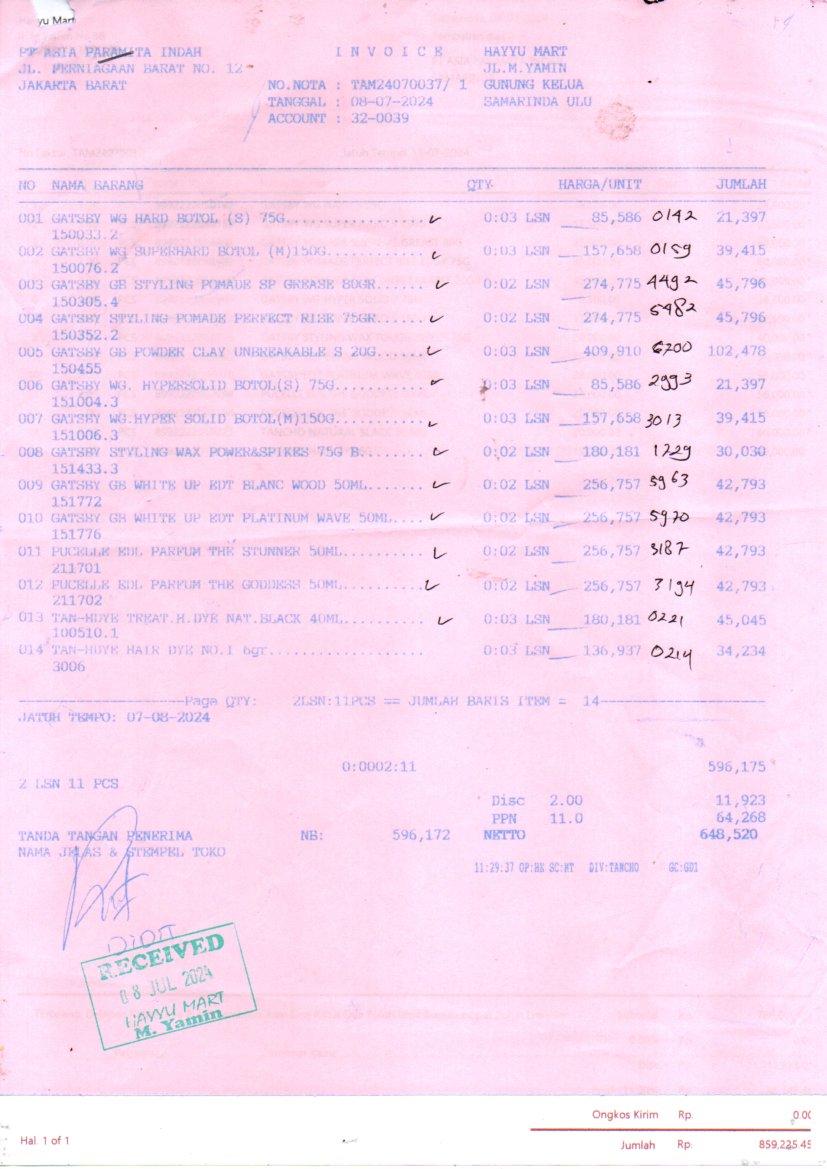 yu Mart
PT ASIA PARAMITA INDAH I N V O I C E HAYYU MART
JL. PERNIAGAAN BARAT NO. 12 JL.M.YAMIN
JAKARTA BARAT NO.NOTA : TAM24070037/ 1 GUNUNG KELUA
TANGGAL : 08-07-2024 SAMARINDA ULU
ACCOUNT : 32-0039
NO NAMA BARANG QTY HARGA/UNIT JUMLAH
001 GATSBY WG HARD BOTOL (S) 75G................. 0:03 LSN 85,586 0142 21,397
150033.2
002 GATSBY WG SUPERHARD BOTOL (M)150G............ 0:03 LSN 157,658 0159 39,415
150076.2
003 GATSBY GB STYLING POMADE SP GREASE 80GR...... 0:02 LSN 274,775 4492 45,796
150305.4
004 GATSBY STYLING POMADE PERFECT RISE 75GR...... 0:02 LSN 274,775 5482 45,796
150352.2
005 GATSBY GB POWDER CLAY UNBREAKABLE S 20G...... 0:03 LSN 409,910 6200 102,478
150455
006 GATSBY WG. HYPERSOLID BOTOL(S) 75G........... 0:03 LSN 85,586 2993 21,397
151004.3
007 GATSBY WG.HYPER SOLID BOTOL(M)150G........... 0:03 LSN 157,658 3013 39,415
151006.3
008 GATSBY STYLING WAX POWER&SPIKES 75G B........ 0:02 LSN 180,181 1229 30,030
151433.3
009 GATSBY GB WHITE UP EDT BLANC WOOD 50ML....... 0:02 LSN 256,757 5963 42,793
151772
010 GATSBY GB WHITE UP EDT PLATINUM WAVE 50ML.... 0:02 LSN 256,757 5970 42,793
151776
011 PUCELLE EDL PARFUM THE STUNNER 50ML.......... 0:02 LSN 256,757 3187 42,793
211701
012 PUCELLE EDL PARFUM THE GODDESS 50ML.......... 0:02 LSN 256,757 3194 42,793
211702
013 TAN-HDYE TREAT.H.DYE NAT.BLACK 40ML.......... 0:03 LSN 180,181 0221 45,045
100510.1
014 TAN-HDYE HAIR DYE NO.1 6gr................... 0:03 LSN 136,937 0214 34,234
3006
Page QTY: 2LSN:11PCS == JUMLAH BARIS ITEM = 14
JATUH TEMPO: 07-08-2024
0:0002:11 596,175
2 LSN 11 PCS
Disc 2.00 11,923
PPN 11.0 64,268
TANDA TANGAN PENERIMA NB: 596,172 NETTO 648,520
NAMA JELAS & STEMPEL TOKO
11:29:37 OP:HK SC:MT DIV:TANCHO GC:GD1
RECEIVED
08 JUL 2024
HAYYU MART
M. Yamin
Ongkos Kirim Rp. 0.00
Hal. 1 of 1
Jumlah Rp. 859,225.45